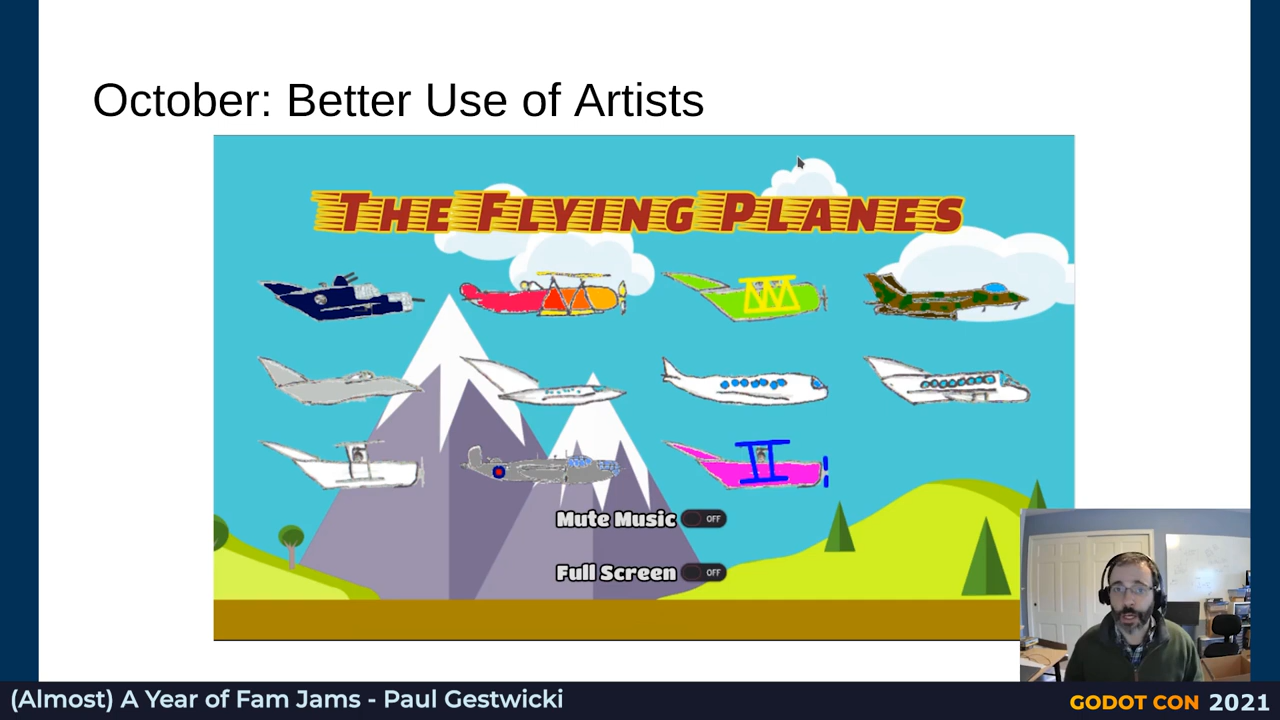 October: Better Use of Artists
The Flying Planes
Mute Music OFF
Full Screen OFF
(Almost) A Year of Fam Jams - Paul Gestwicki
GODOT CON 2021